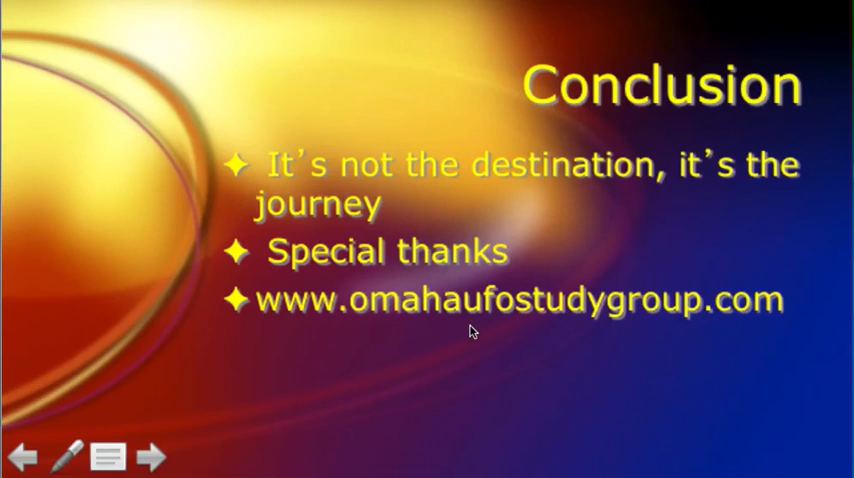 Conclusion
✦ It’s not the destination, it’s the
journey
✦ Special thanks
✦ www.omahaufostudygroup.com